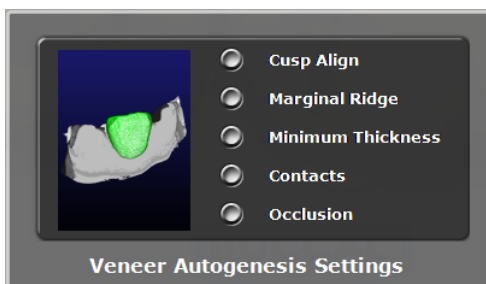 Cusp Align
Marginal Ridge
Minimum Thickness
Contacts
Occlusion
Veneer Autogenesis Settings